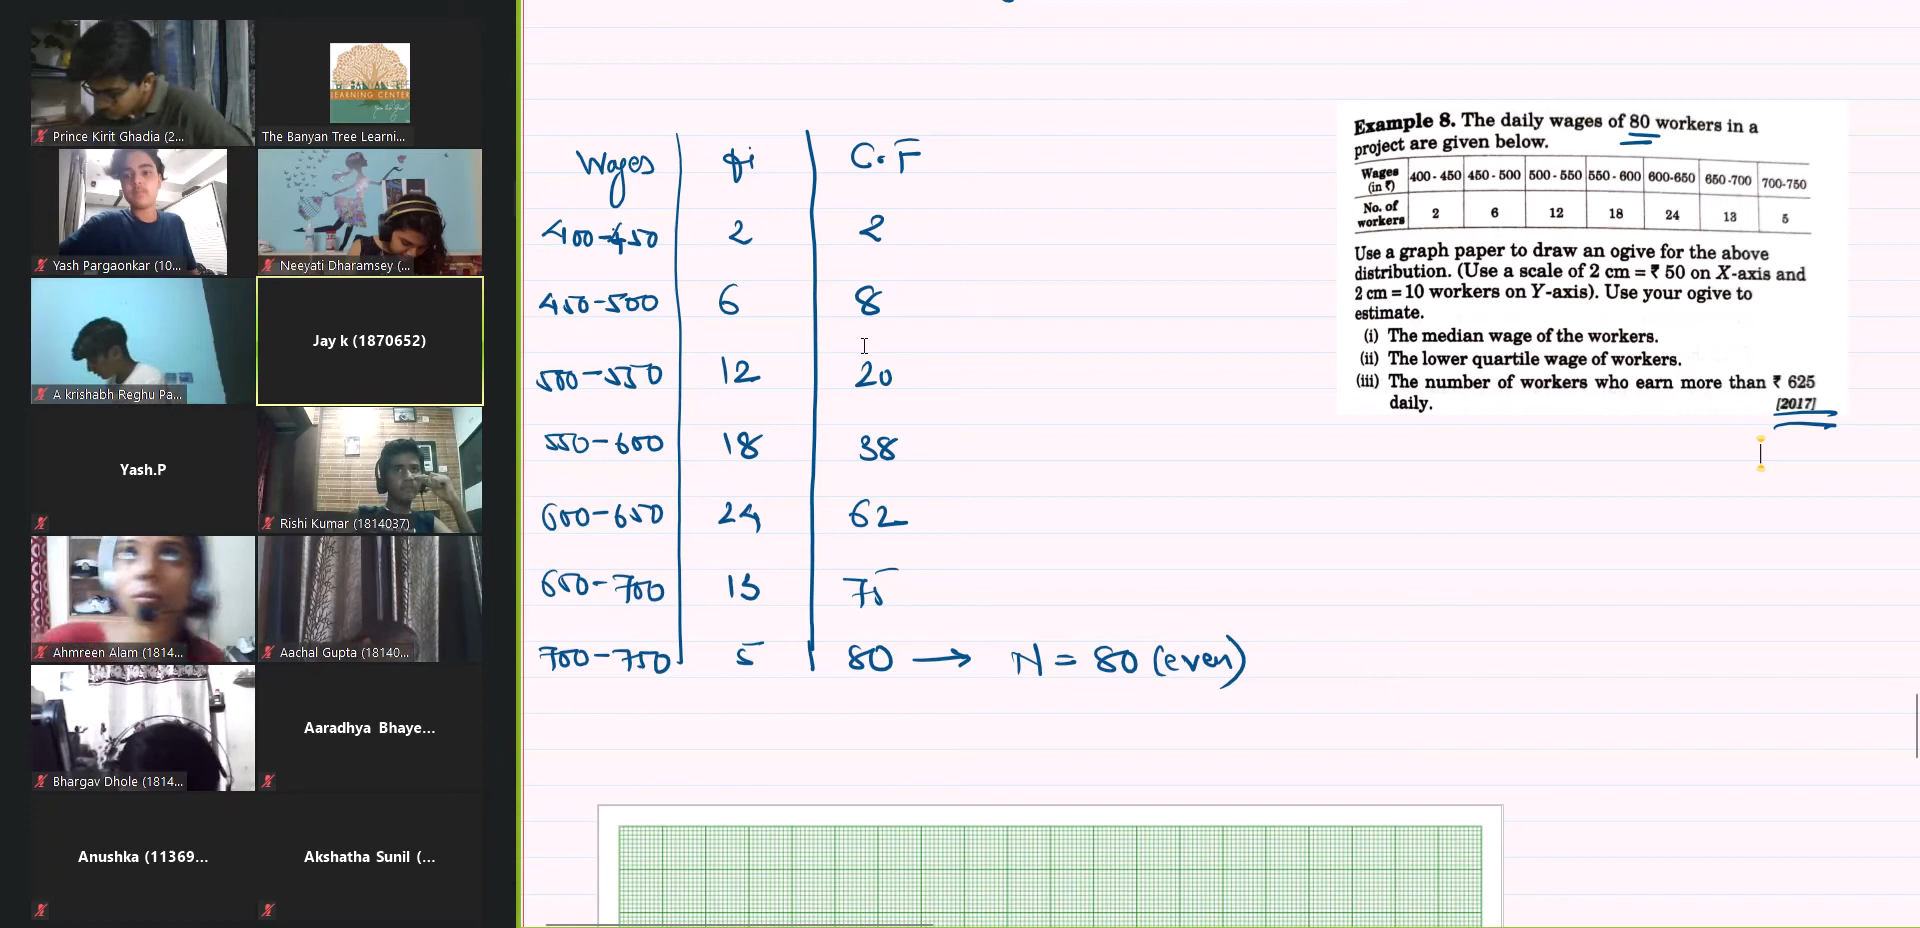 Prince Kirit Ghadia (2...
LEARNING CENTER
The Banyan Tree Learni...
Yash Pargaonkar (10...
Neeyati Dharamsey (...
A krishabh Reghu Pa...
Jay k (1870652)
Yash.P
Rishi Kumar (1814037)
Ahmreen Alam (1814...
Aachal Gupta (18140...
Bhargav Dhole (1814...
Aaradhya Bhaye...
Anushka (11369...
Akshatha Sunil (...
Wages fi C.F
400-450 2 2
450-500 6 8
500-550 12 20
550-600 18 38
600-650 24 62
650-700 13 75
700-750 5 80 → N = 80 (even)
Example 8. The daily wages of 80 workers in a
project are given below.
Wages (in ₹) 400 - 450 450 - 500 500 - 550 550 - 600 600-650 650 -700 700-750
No. of workers 2 6 12 18 24 13 5
Use a graph paper to draw an ogive for the above
distribution. (Use a scale of 2 cm = ₹ 50 on X-axis and
2 cm = 10 workers on Y-axis). Use your ogive to
estimate.
(i) The median wage of the workers.
(ii) The lower quartile wage of workers.
(iii) The number of workers who earn more than ₹ 625
daily. [2017]